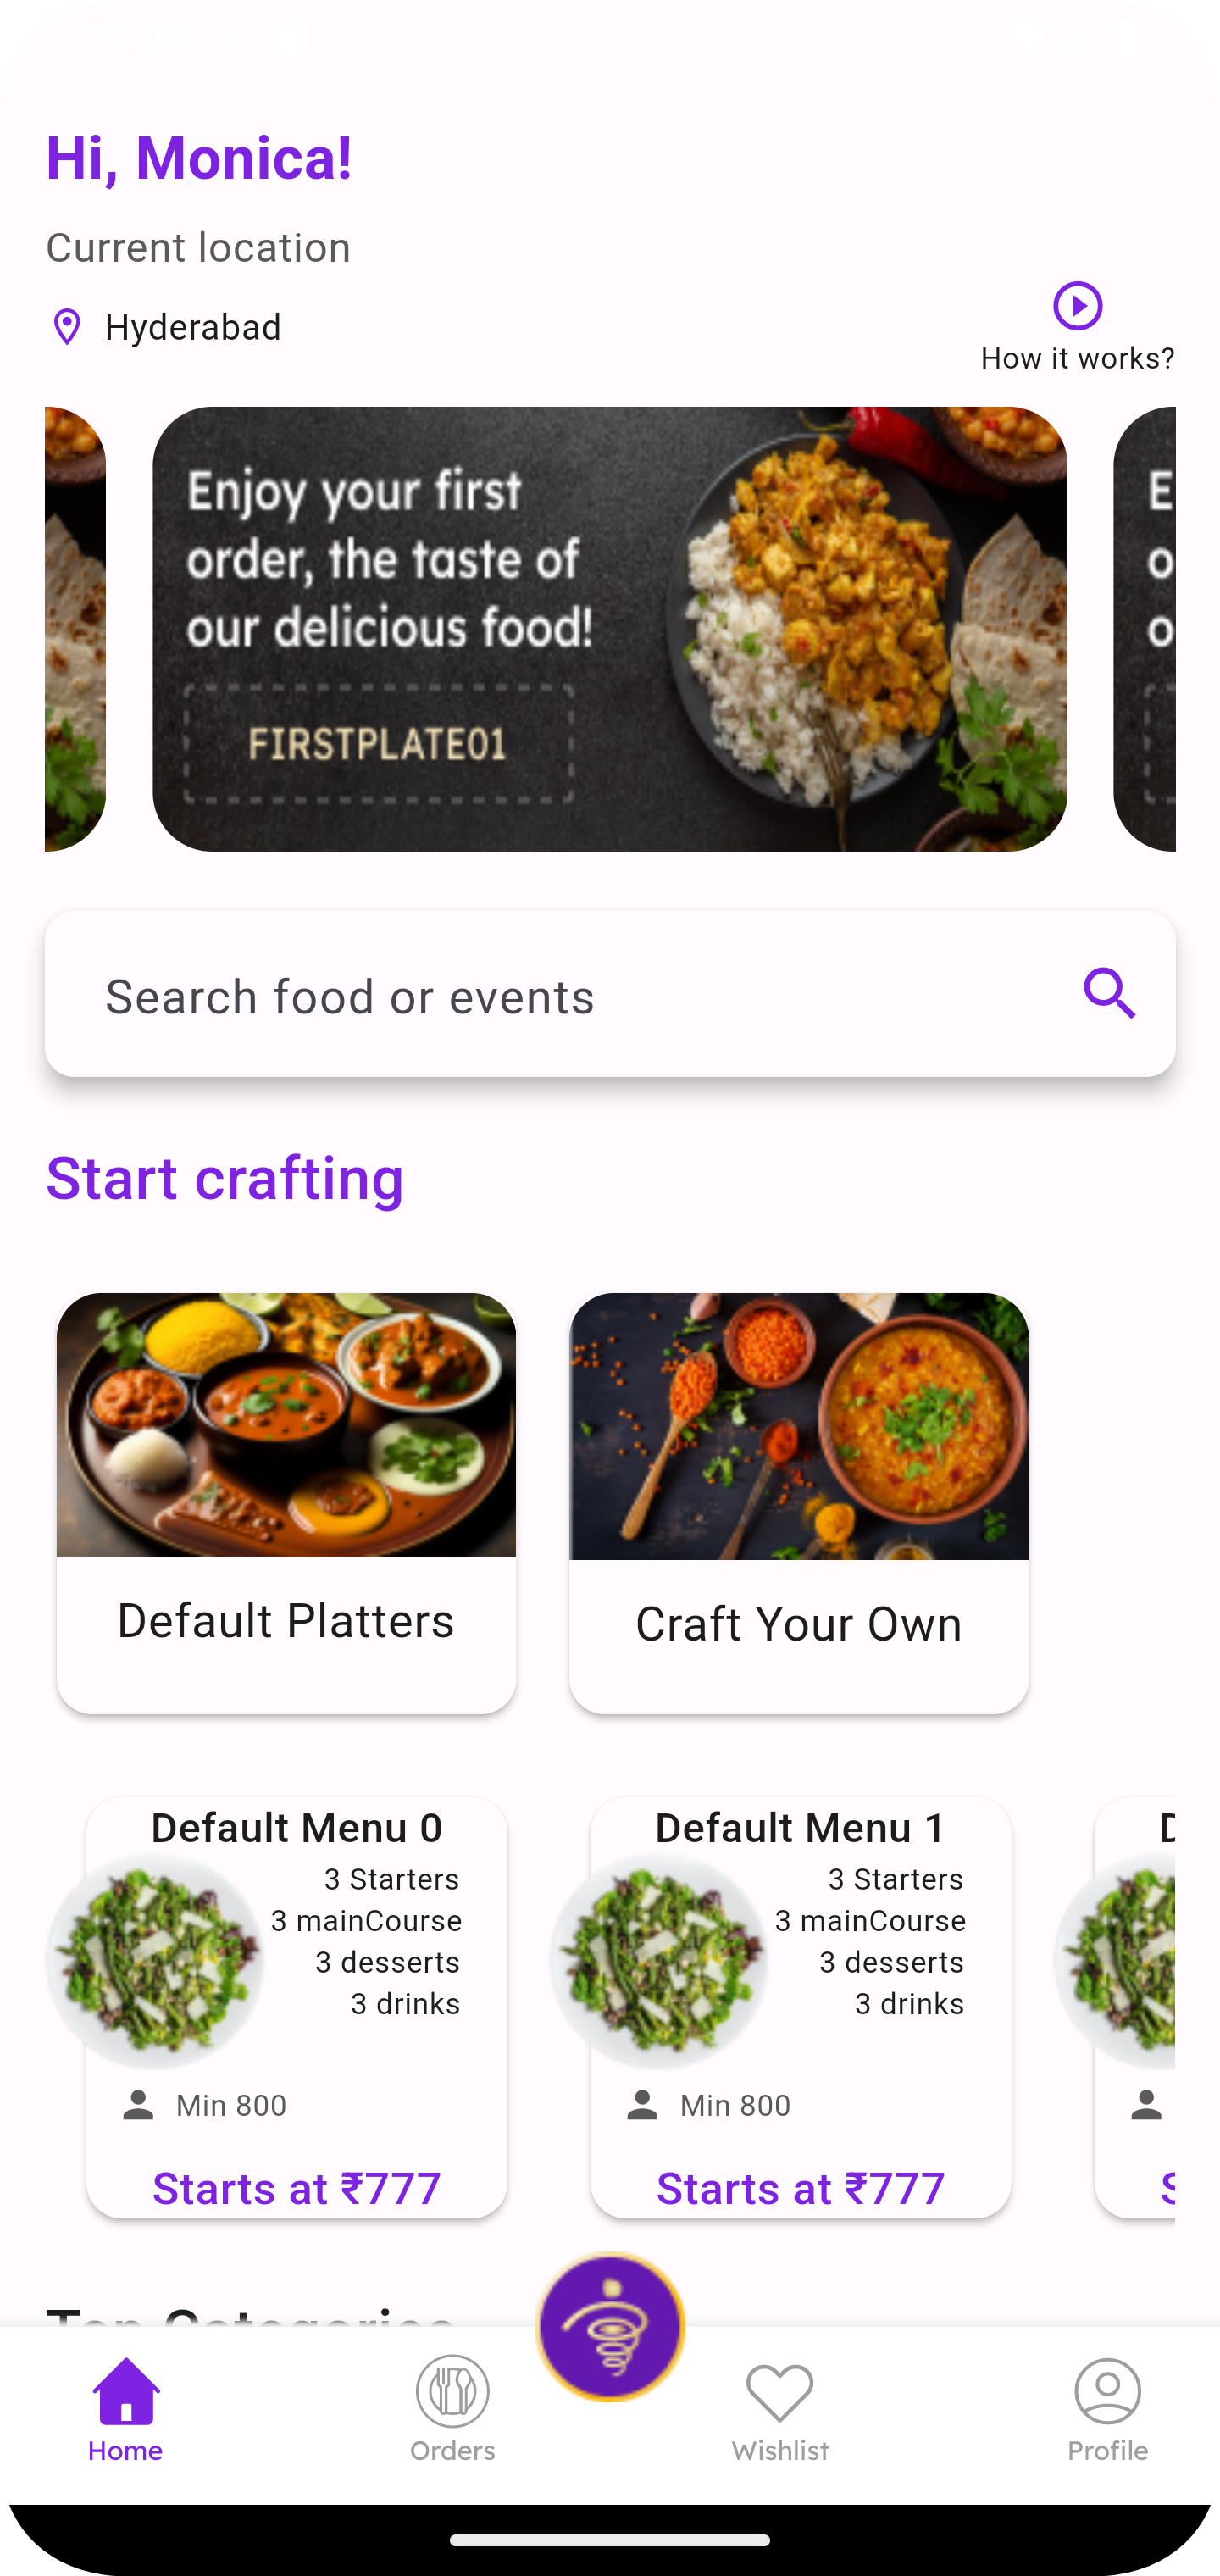 Hi, Monica!
Current location
Hyderabad
How it works?
Enjoy your first
order, the taste of
our delicious food!
FIRSTPLATE01
E
o
o
Search food or events
Start crafting
Default Platters
Craft Your Own
Default Menu 0
3 Starters
3 mainCourse
3 desserts
3 drinks
Min 800
Starts at ₹777
Default Menu 1
3 Starters
3 mainCourse
3 desserts
3 drinks
Min 800
Starts at ₹777
D
S
Top Categories
Home
Orders
Wishlist
Profile